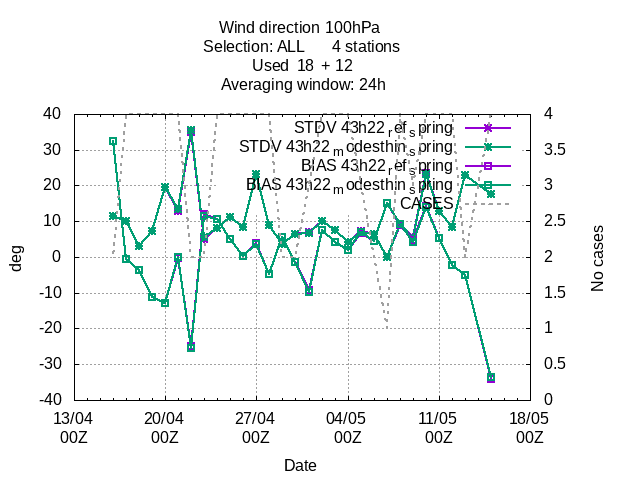 Wind direction 100hPa
Selection: ALL 4 stations
Used 18 + 12
Averaging window: 24h
STDV 43h22_ref_spring
STDV 43h22_modesthin_spring
BIAS 43h22_ref_spring
BIAS 43h22_modesthin_spring
CASES
40
30
20
10
0
-10
-20
-30
-40
deg
4
3.5
3
2.5
2
1.5
1
0.5
0
No cases
13/04 20/04 27/04 04/05 11/05 18/05
00Z 00Z 00Z 00Z 00Z 00Z
Date